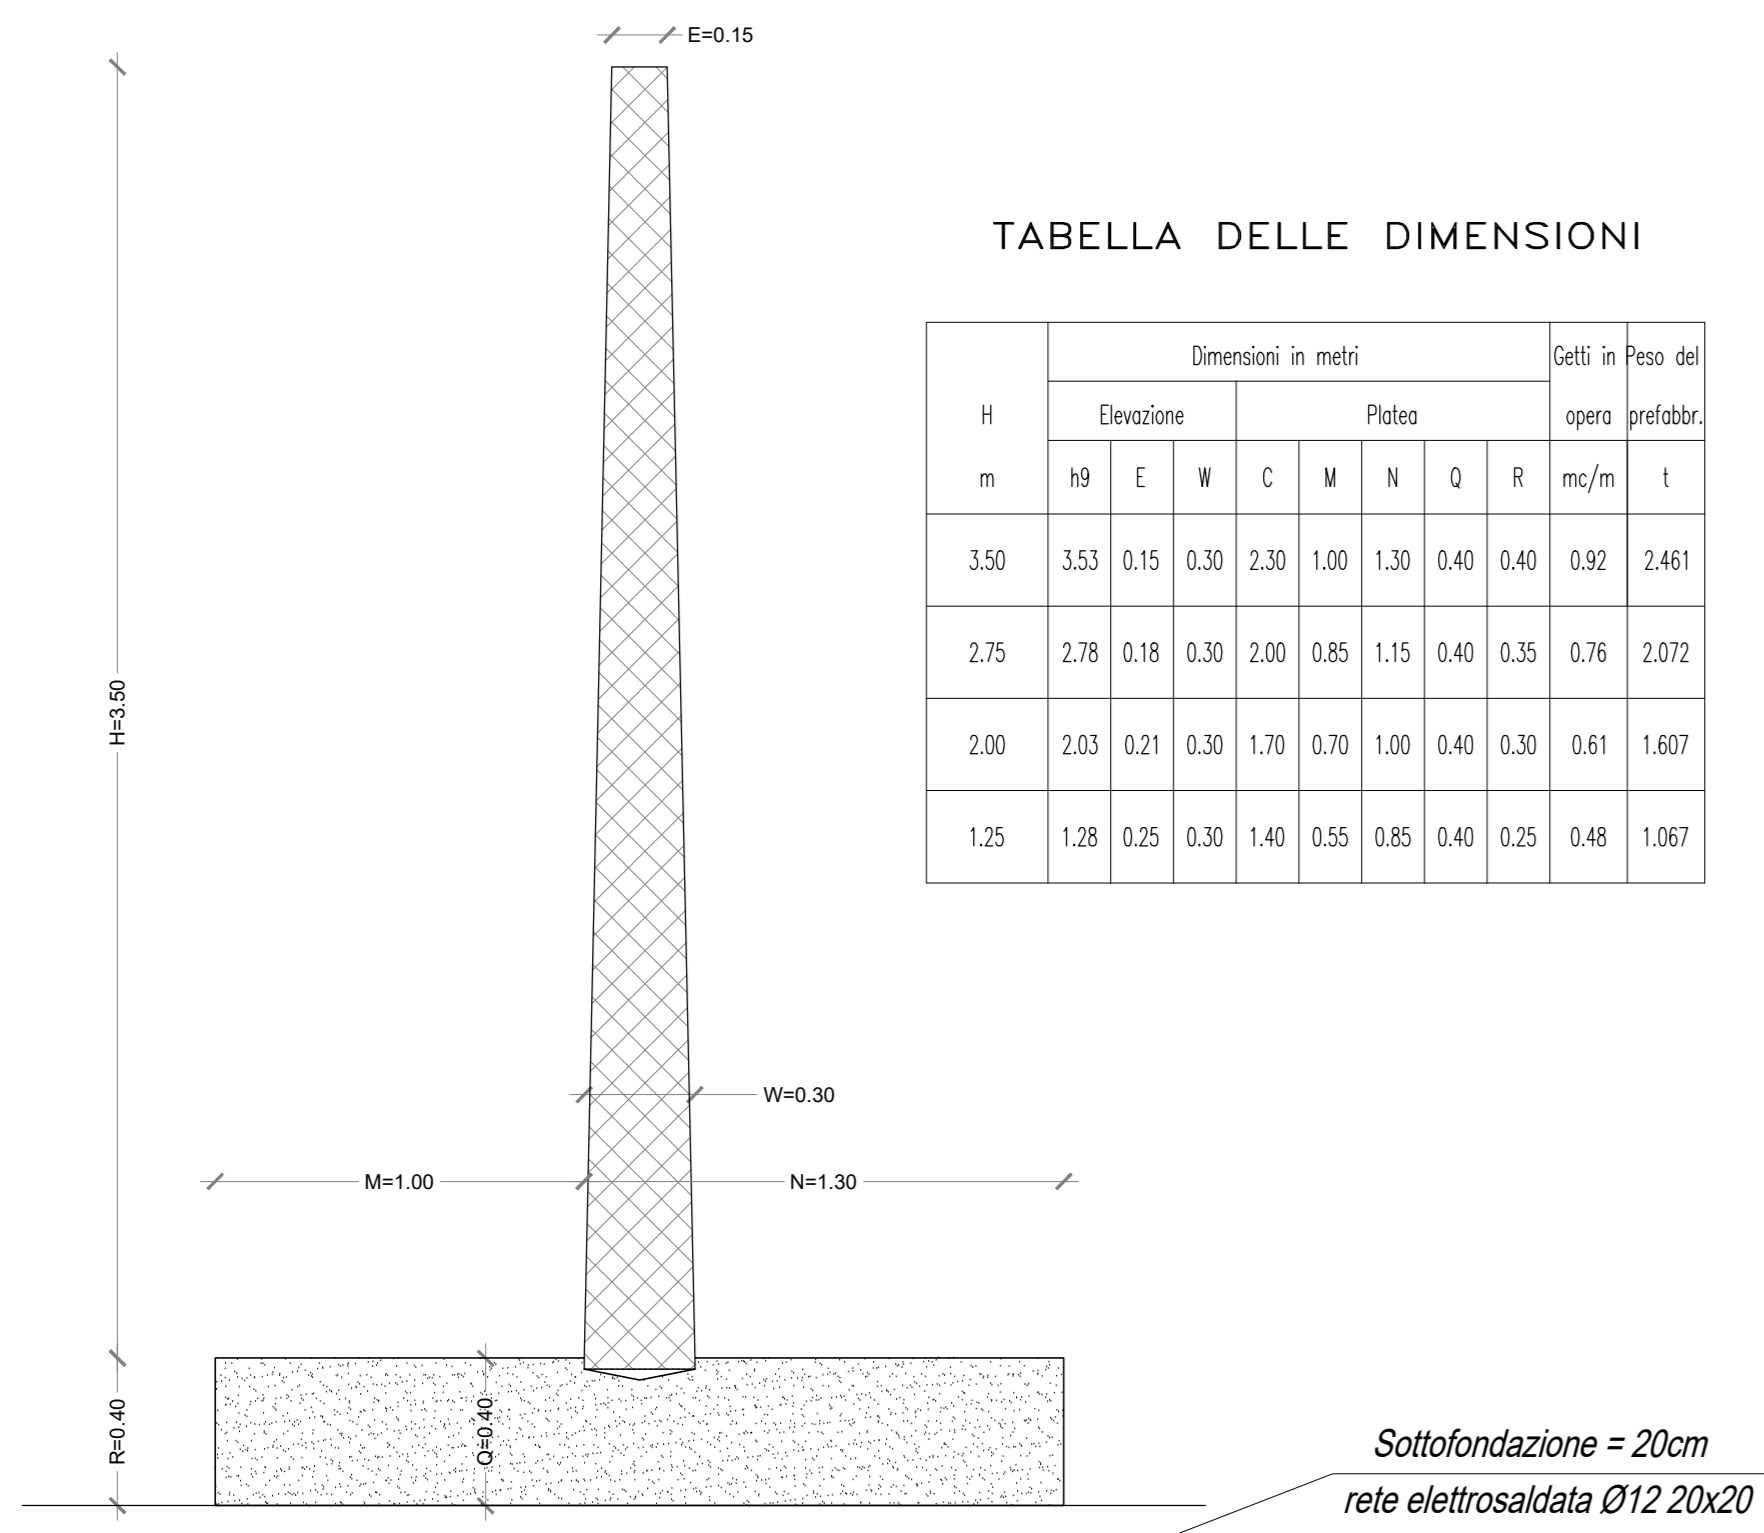 E=0.15
TABELLA DELLE DIMENSIONI
Dimensioni in metri Getti in Peso del
H Elevazione Platea opera prefabbr.
m h9 E W C M N Q R mc/m t
3.50 3.53 0.15 0.30 2.30 1.00 1.30 0.40 0.40 0.92 2.461
2.75 2.78 0.18 0.30 2.00 0.85 1.15 0.40 0.35 0.76 2.072
2.00 2.03 0.21 0.30 1.70 0.70 1.00 0.40 0.30 0.61 1.607
1.25 1.28 0.25 0.30 1.40 0.55 0.85 0.40 0.25 0.48 1.067
H=3.50
W=0.30
M=1.00 N=1.30
R=0.40 Q=0.40
Sottofondazione = 20cm
rete elettrosaldata Ø12 20x20